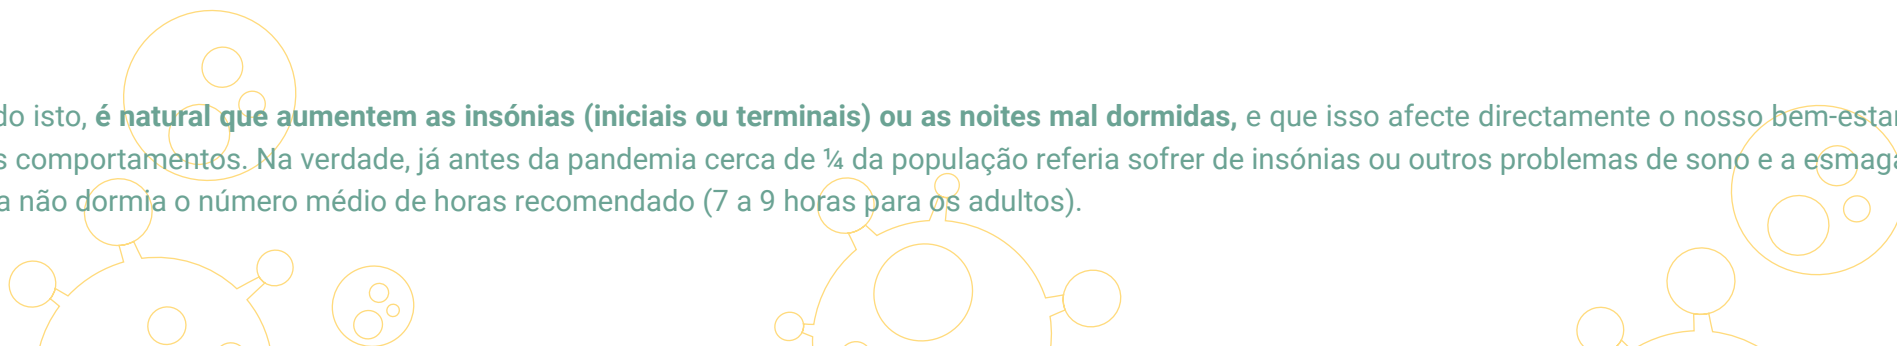 do isto, é natural que aumentem as insónias (iniciais ou terminais) ou as noites mal dormidas, e que isso afecte directamente o nosso bem-estar
s comportamentos. Na verdade, já antes da pandemia cerca de ¼ da população referia sofrer de insónias ou outros problemas de sono e a esmaga
a não dormia o número médio de horas recomendado (7 a 9 horas para os adultos).